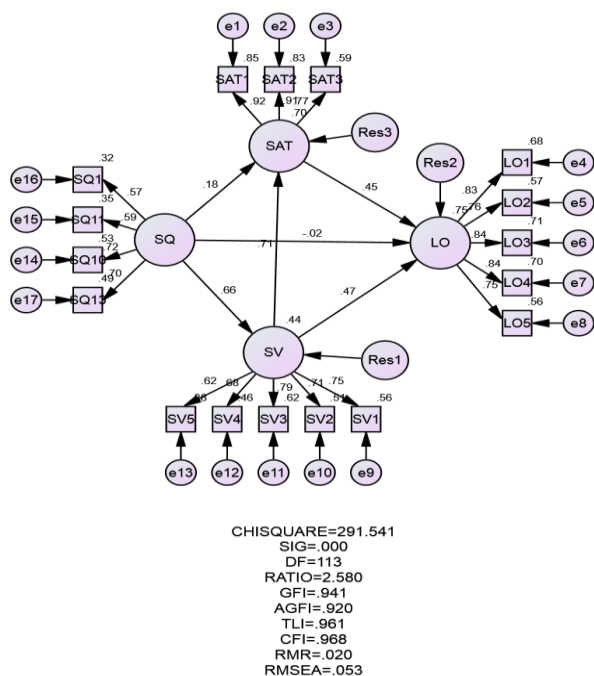 e1 e2 e3
.85 .83 .59
SAT1 SAT2 SAT3
.92 .91 .77
.70
SAT
Res3
Res2
.68
LO1 e4
.57
LO2 e5
.71
LO3 e6
.70
LO4 e7
.56
LO5 e8
.83
.75 .76
.84
.84
.75
LO
.32
e16 SQ1
.57
.35
e15 SQ11
.59
.53
e14 SQ10
.72
.49
e17 SQ13
.70
SQ
.18
.45
-.02
.71
.66
.47
.44
SV
Res1
.62 .68 .79 .71 .75
.46 .62 .51 .56
SV5 SV4 SV3 SV2 SV1
e13 e12 e11 e10 e9
CHISQUARE=291.541
SIG=.000
DF=113
RATIO=2.580
GFI=.941
AGFI=.920
TLI=.961
CFI=.968
RMR=.020
RMSEA=.053